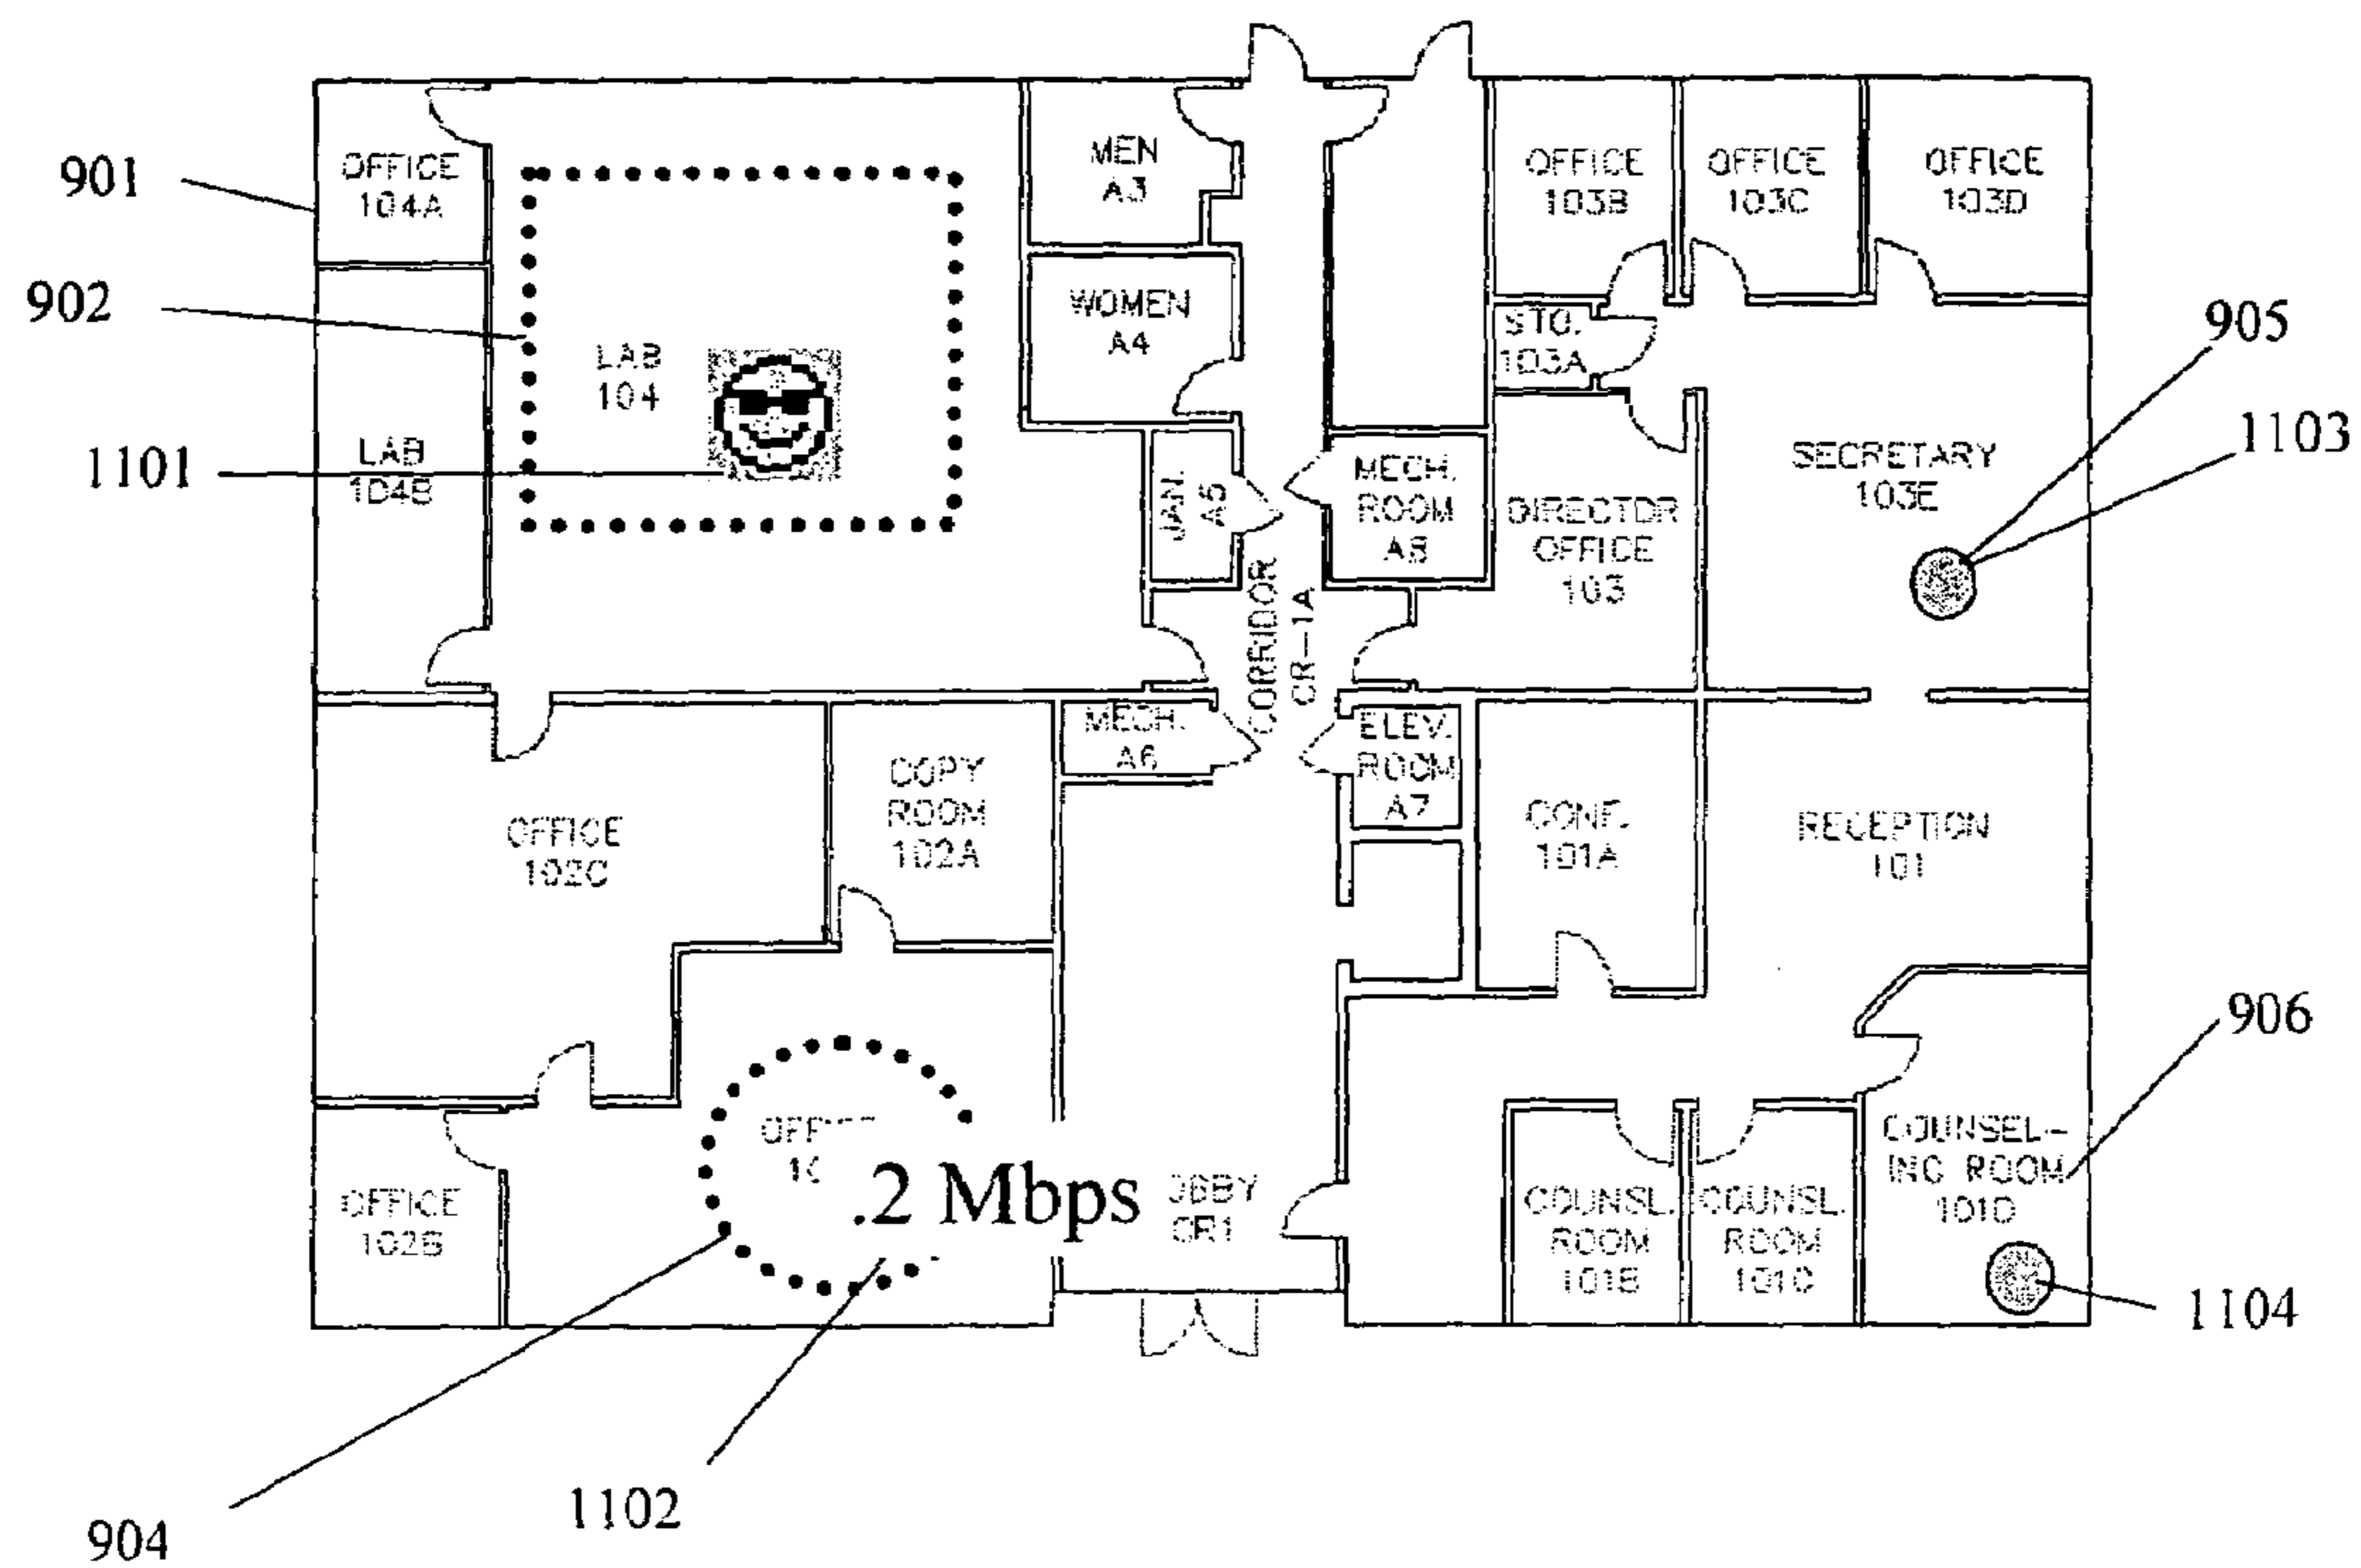 901
902
1101
905
1103
906
1104
904
1102
OFFICE
104A
LAB
104
LAB
104B
MEN
A3
WOMEN
A4
JAN.
A5
MECH.
ROOM
A8
CORRIDOR
CR-1A
OFFICE
103B
OFFICE
103C
OFFICE
103D
STO.
103A
SECRETARY
103E
DIRECTOR
OFFICE
103
MECH.
A6
ELEV.
ROOM
A7
OFFICE
102C
COPY
ROOM
102A
CONF.
101A
RECEPTION
101
OFFICE
102B
.2 Mbps
CR1
COUNSL.
ROOM
101B
COUNSL.
ROOM
101C
COUNSEL-
ING ROOM
101D